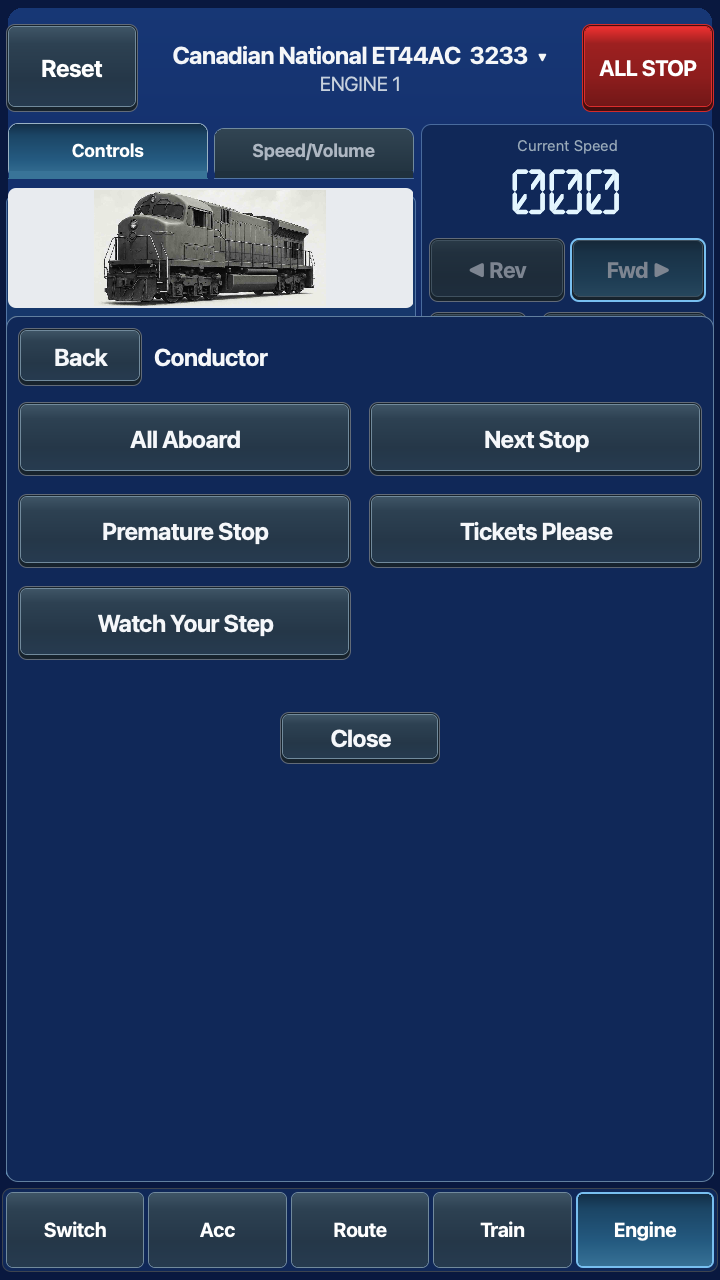 Reset
Canadian National ET44AC 3233 ▼
ENGINE 1
ALL STOP
Controls
Speed/Volume
Current Speed
000
◀ Rev
Fwd ▶
Back
Conductor
All Aboard
Next Stop
Premature Stop
Tickets Please
Watch Your Step
Close
Switch
Acc
Route
Train
Engine